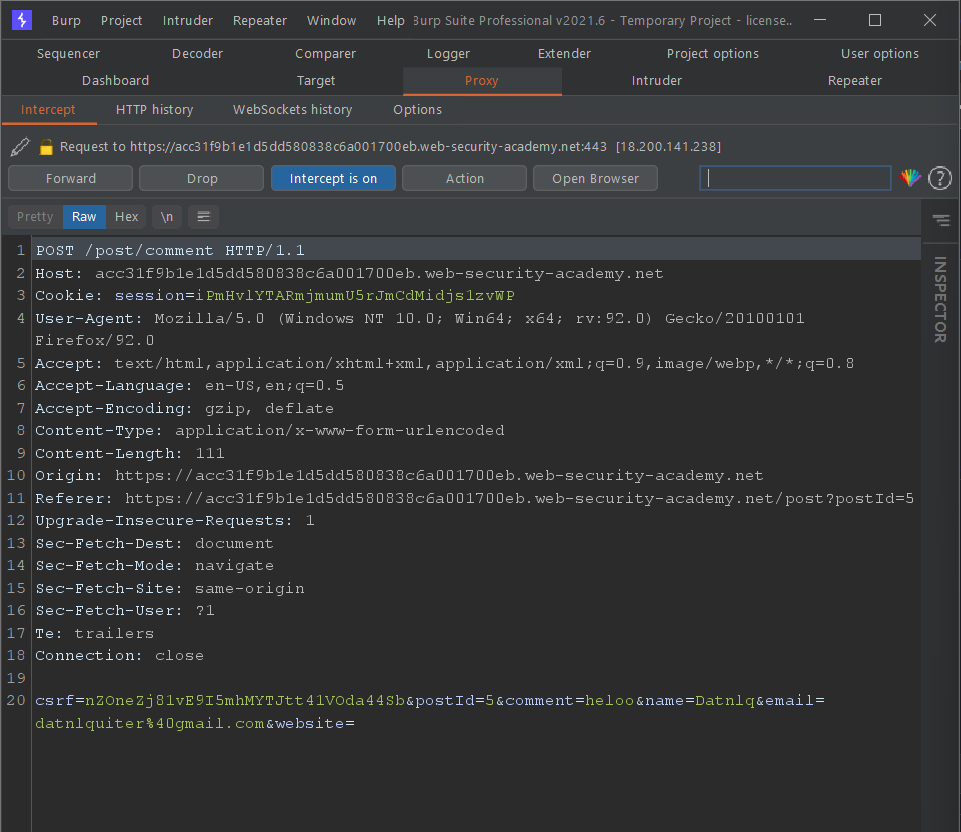 Burp Project Intruder Repeater Window Help Burp Suite Professional v2021.6 - Temporary Project - license..
Sequencer Decoder Comparer Logger Extender Project options User options
Dashboard Target Proxy Intruder Repeater
Intercept HTTP history WebSockets history Options
Request to https://acc31f9b1e1d5dd580838c6a001700eb.web-security-academy.net:443 [18.200.141.238]
Forward Drop Intercept is on Action Open Browser ?
Pretty Raw Hex \n
INSPECTOR
1 POST /post/comment HTTP/1.1
2 Host: acc31f9b1e1d5dd580838c6a001700eb.web-security-academy.net
3 Cookie: session=iPmHvlYTARmjmumU5rJmCdMidjs1zvWP
4 User-Agent: Mozilla/5.0 (Windows NT 10.0; Win64; x64; rv:92.0) Gecko/20100101
Firefox/92.0
5 Accept: text/html,application/xhtml+xml,application/xml;q=0.9,image/webp,*/*;q=0.8
6 Accept-Language: en-US,en;q=0.5
7 Accept-Encoding: gzip, deflate
8 Content-Type: application/x-www-form-urlencoded
9 Content-Length: 111
10 Origin: https://acc31f9b1e1d5dd580838c6a001700eb.web-security-academy.net
11 Referer: https://acc31f9b1e1d5dd580838c6a001700eb.web-security-academy.net/post?postId=5
12 Upgrade-Insecure-Requests: 1
13 Sec-Fetch-Dest: document
14 Sec-Fetch-Mode: navigate
15 Sec-Fetch-Site: same-origin
16 Sec-Fetch-User: ?1
17 Te: trailers
18 Connection: close
19
20 csrf=nZOneZj81vE9I5mhMYTJtt41VOda44Sb&postId=5&comment=heloo&name=Datnlq&email=
datnlquiter%40gmail.com&website=